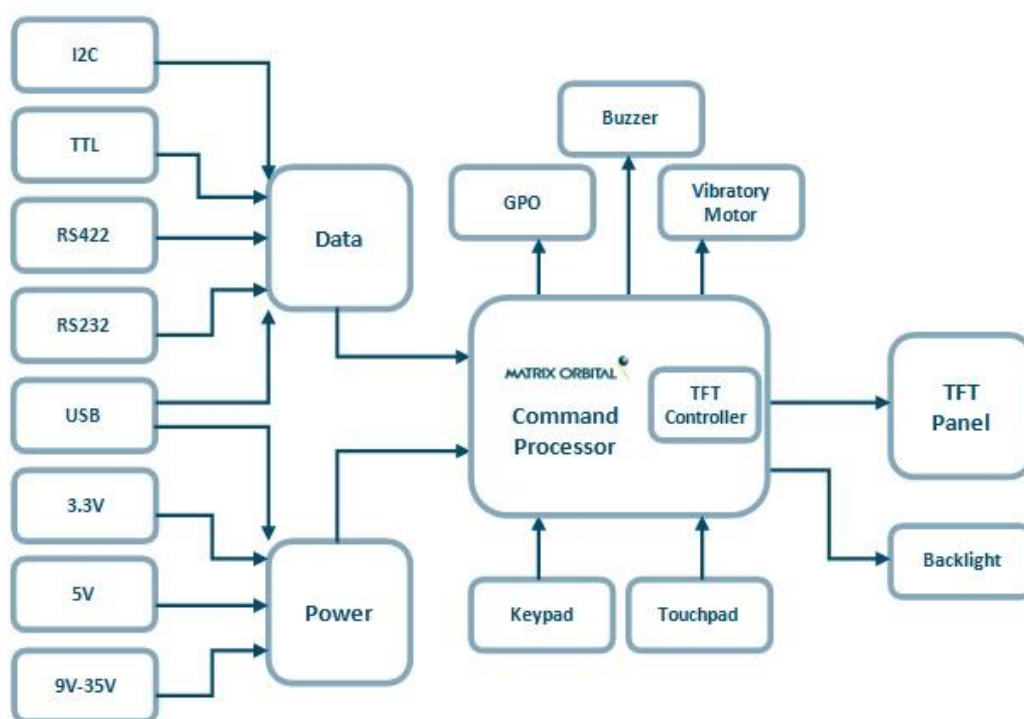 I2C
TTL
RS422
RS232
USB
3.3V
5V
9V-35V
Data
Power
Buzzer
GPO
Vibratory
Motor
MATRIX ORBITAL
Command
Processor
TFT
Controller
Keypad
Touchpad
TFT
Panel
Backlight